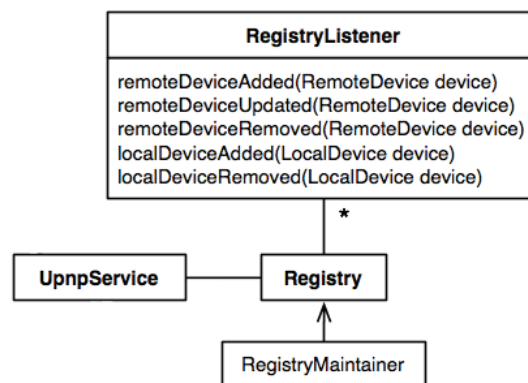 RegistryListener
remoteDeviceAdded(RemoteDevice device)
remoteDeviceUpdated(RemoteDevice device)
remoteDeviceRemoved(RemoteDevice device)
localDeviceAdded(LocalDevice device)
localDeviceRemoved(LocalDevice device)
*
UpnpService
Registry
RegistryMaintainer